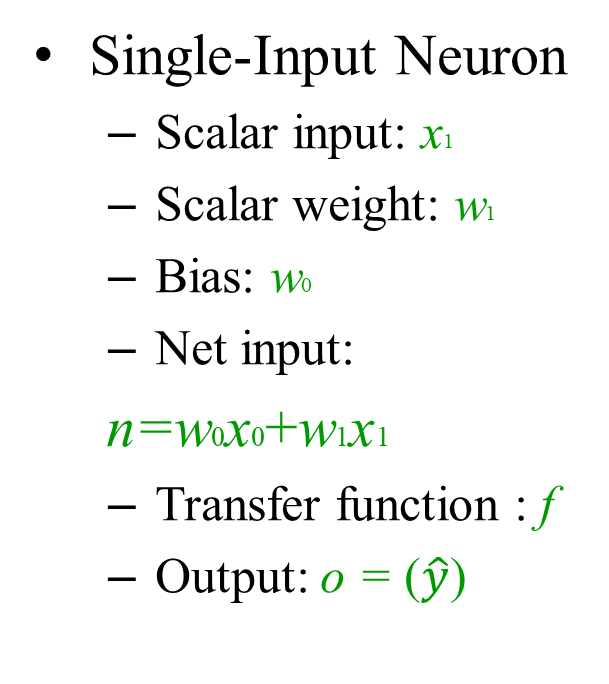 • Single-Input Neuron
– Scalar input: x₁
– Scalar weight: w₁
– Bias: w₀
– Net input:
n=w₀x₀+w₁x₁
– Transfer function : f
– Output: o = (ŷ)